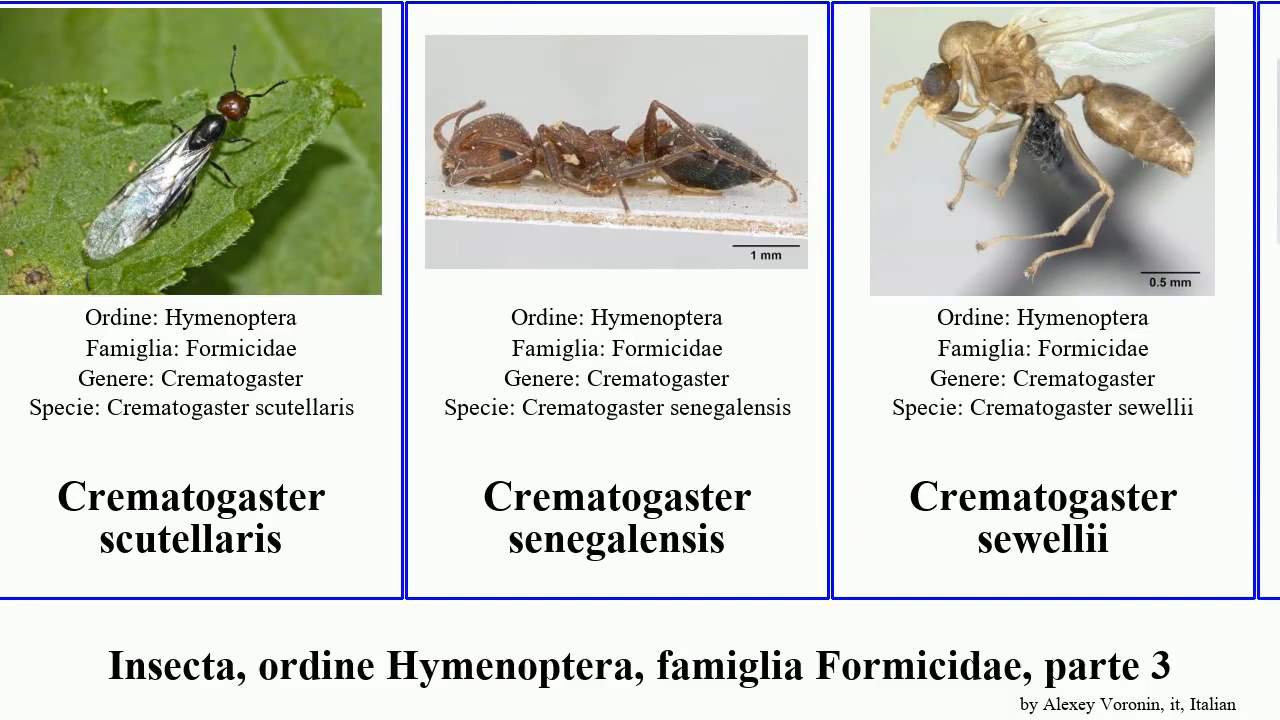 1 mm
0.5 mm
Ordine: Hymenoptera
Famiglia: Formicidae
Genere: Crematogaster
Specie: Crematogaster scutellaris
Crematogaster
scutellaris
Ordine: Hymenoptera
Famiglia: Formicidae
Genere: Crematogaster
Specie: Crematogaster senegalensis
Crematogaster
senegalensis
Ordine: Hymenoptera
Famiglia: Formicidae
Genere: Crematogaster
Specie: Crematogaster sewellii
Crematogaster
sewellii
Insecta, ordine Hymenoptera, famiglia Formicidae, parte 3
by Alexey Voronin, it, Italian